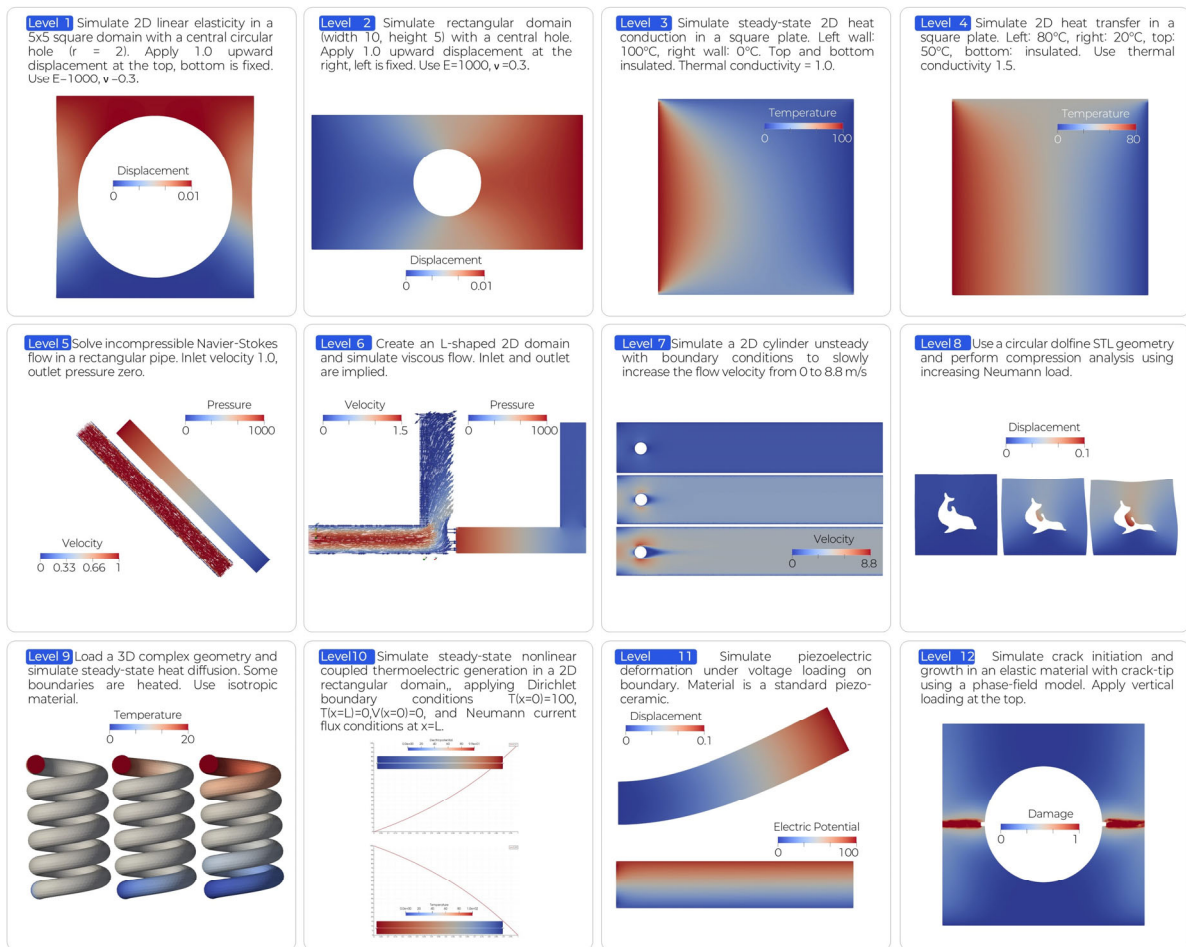 Level 1 Simulate 2D linear elasticity in a
5x5 square domain with a central circular
hole (r = 2). Apply 1.0 upward
displacement at the top, bottom is fixed.
Use E=1000, ν=0.3.
Displacement
0 0.01
Level 2 Simulate rectangular domain
(width 10, height 5) with a central hole.
Apply 1.0 upward displacement at the
right, left is fixed. Use E=1000, ν=0.3.
Displacement
0 0.01
Level 3 Simulate steady-state 2D heat
conduction in a square plate. Left wall:
100°C, right wall: 0°C. Top and bottom
insulated. Thermal conductivity = 1.0.
Temperature
0 100
Level 4 Simulate 2D heat transfer in a
square plate. Left: 80°C, right: 20°C, top:
50°C, bottom: insulated. Use thermal
conductivity 1.5.
Temperature
0 80
Level 5 Solve incompressible Navier-Stokes
flow in a rectangular pipe. Inlet velocity 1.0,
outlet pressure zero.
Pressure
0 1000
Velocity
0 0.33 0.66 1
Level 6 Create an L-shaped 2D domain
and simulate viscous flow. Inlet and outlet
are implied.
Velocity
0 1.5
Pressure
0 1000
Level 7 Simulate a 2D cylinder unsteady
with boundary conditions to slowly
increase the flow velocity from 0 to 8.8 m/s
Velocity
0 8.8
Level 8 Use a circular dolfine STL geometry
and perform compression analysis using
increasing Neumann load.
Displacement
0 0.1
Level 9 Load a 3D complex geometry and
simulate steady-state heat diffusion. Some
boundaries are heated. Use isotropic
material.
Temperature
0 20
Level10 Simulate steady-state nonlinear
coupled thermoelectric generation in a 2D
rectangular domain,, applying Dirichlet
boundary conditions T(x=0)=100,
T(x=L)=0,V(x=0)=0, and Neumann current
flux conditions at x=L.
Temperature
Level 11 Simulate piezoelectric
deformation under voltage loading on
boundary. Material is a standard piezo-
ceramic.
Displacement
0 0.1
Electric Potential
0 100
Level 12 Simulate crack initiation and
growth in an elastic material with crack-tip
using a phase-field model. Apply vertical
loading at the top.
Damage
0 1